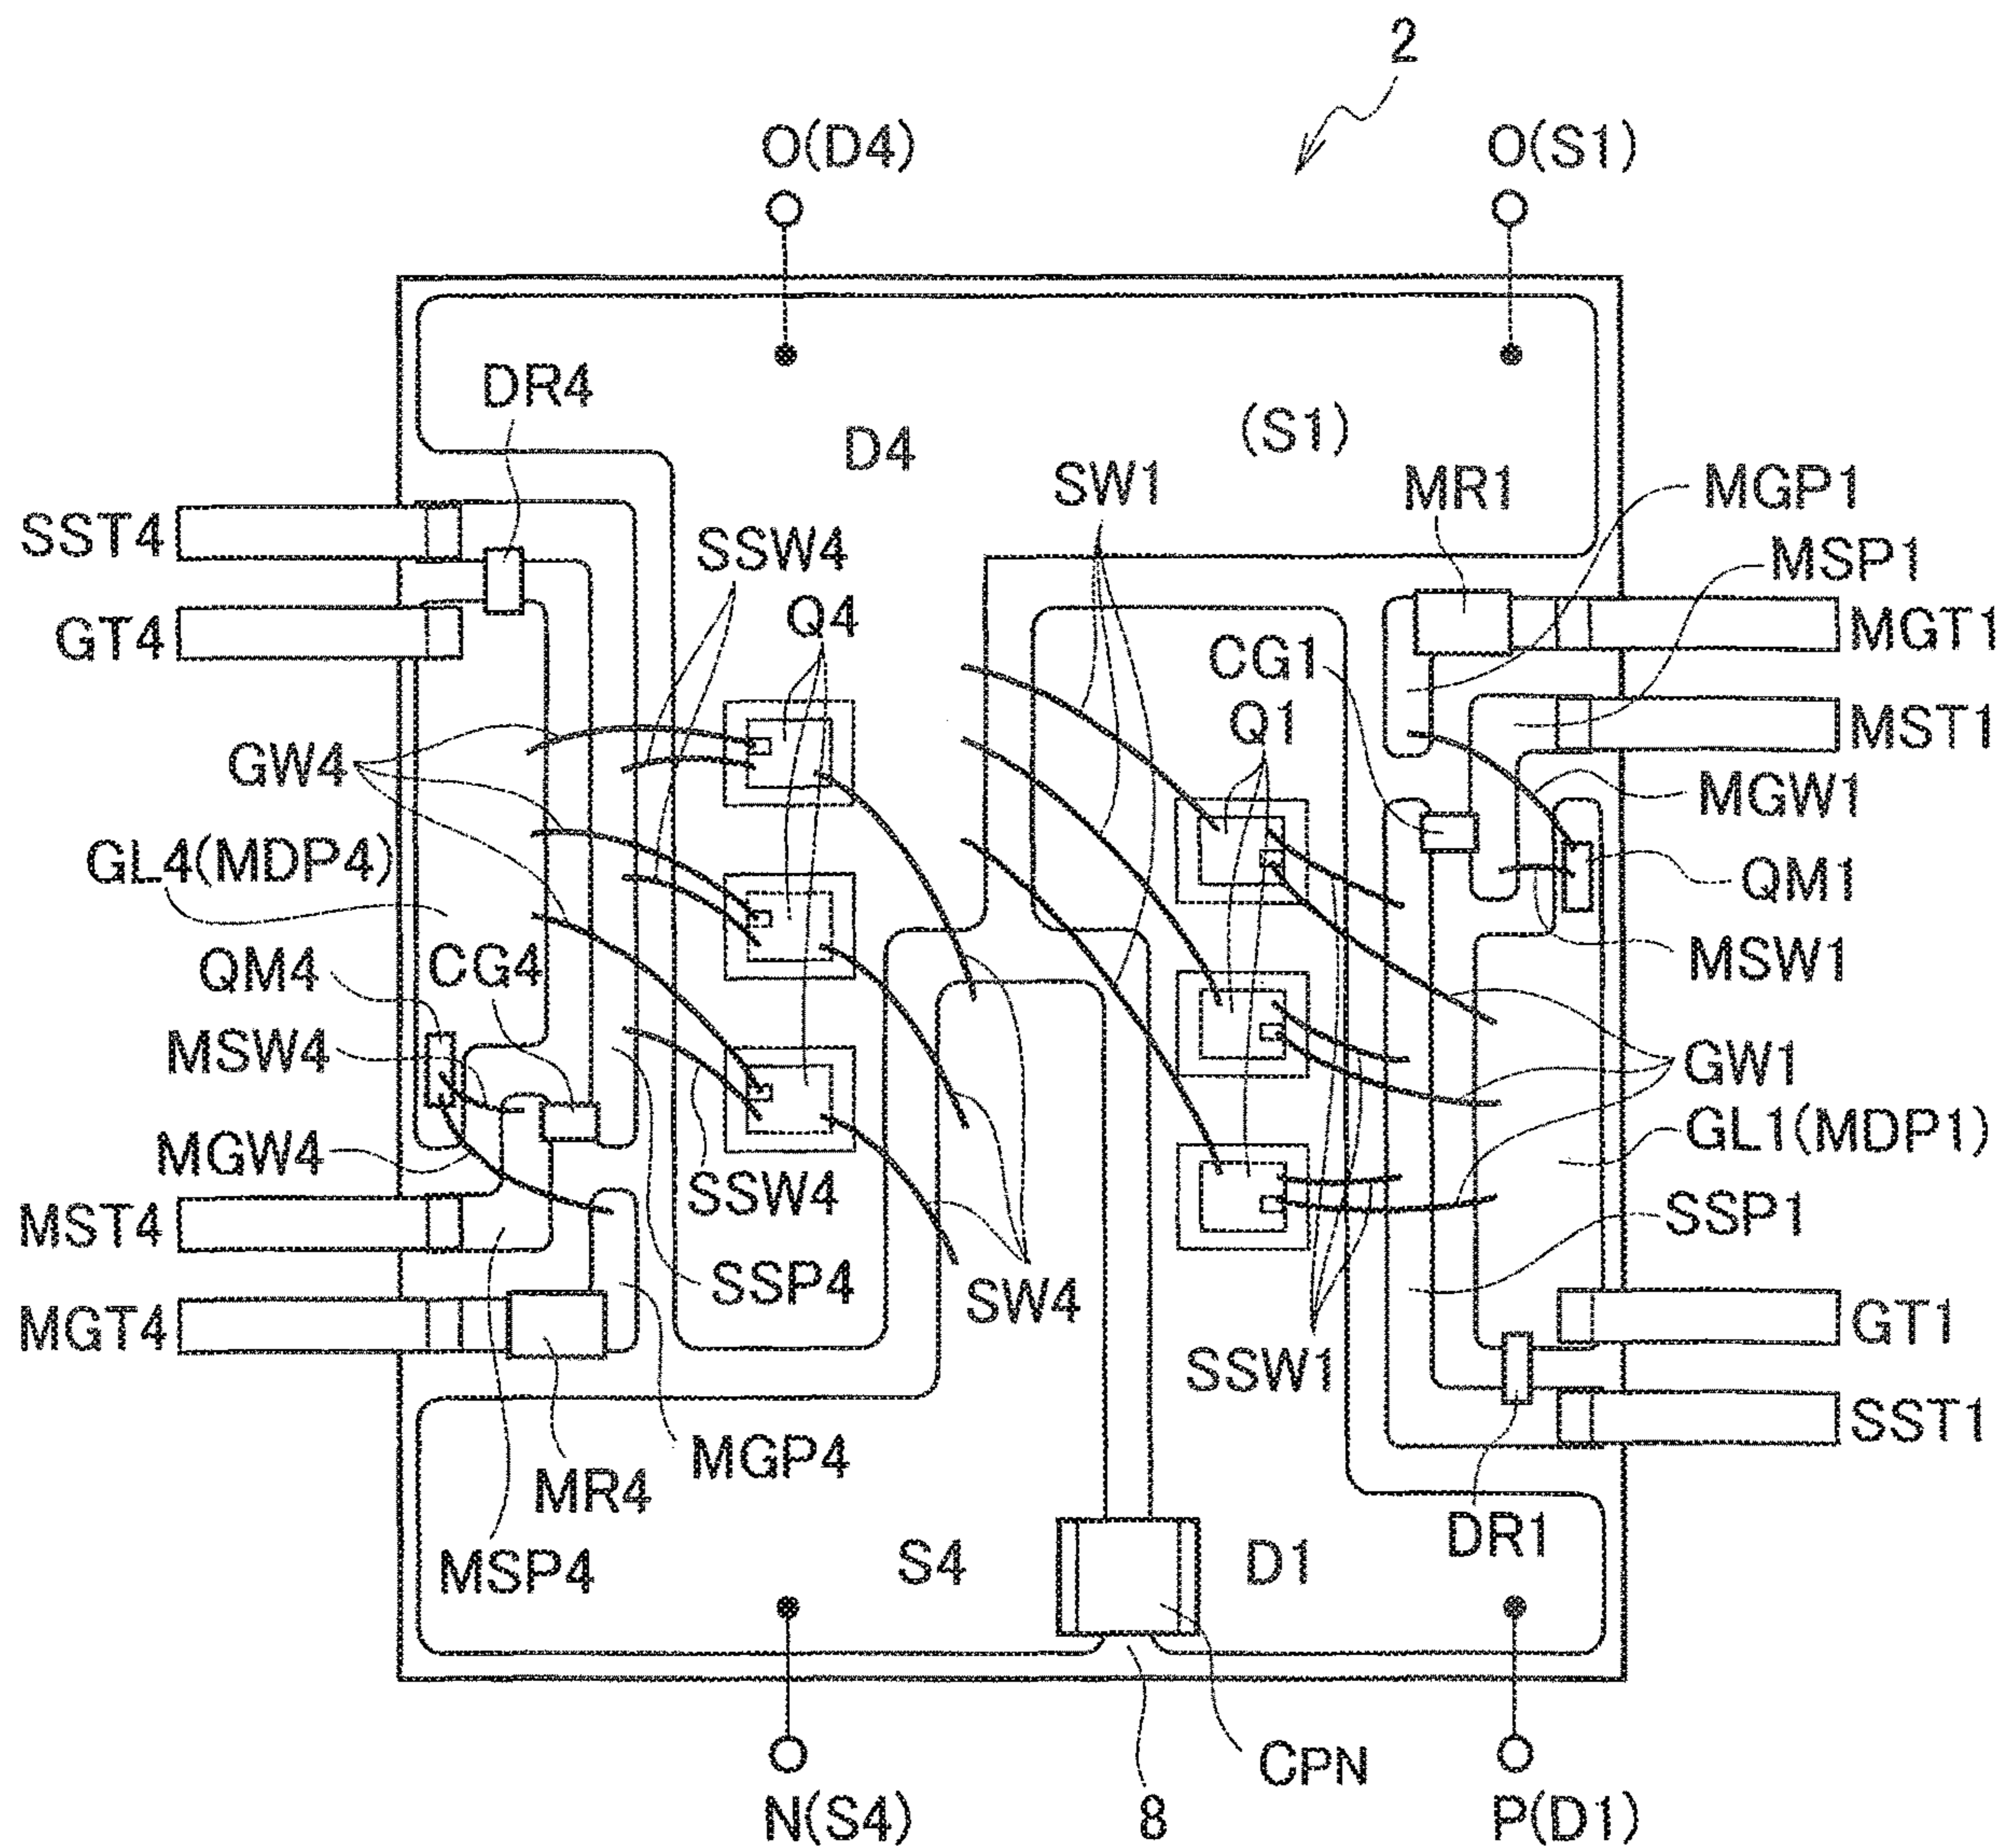 2
O(D4)
O(S1)
DR4
D4
(S1)
SW1
MR1
MGP1
SST4
SSW4
MSP1
GT4
Q4
CG1
MGT1
Q1
MST1
GW4
MGW1
GL4(MDP4)
QM1
QM4
CG4
MSW1
MSW4
GW1
MGW4
GL1(MDP1)
SSW4
MST4
SSP1
SSP4
SW4
MGT4
GT1
SSW1
SST1
MGP4
MR4
DR1
MSP4
S4
D1
CPN
N(S4)
8
P(D1)